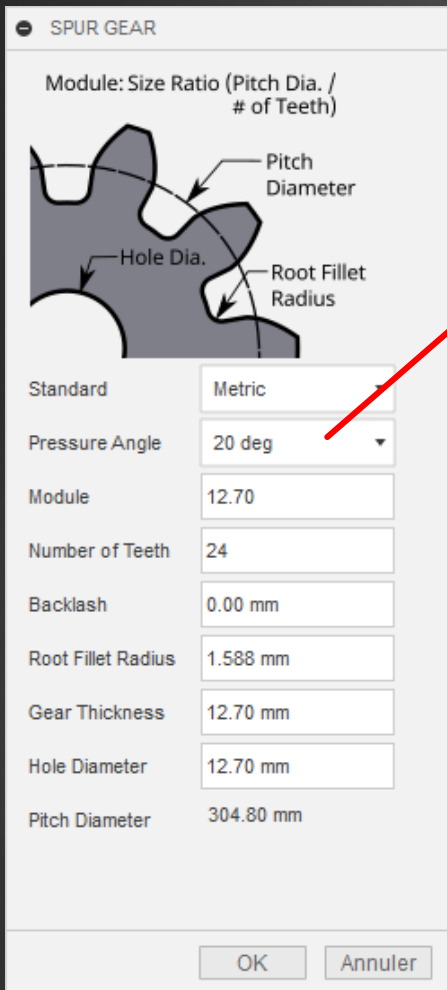 SPUR GEAR
Module: Size Ratio (Pitch Dia. /
# of Teeth)
Pitch
Diameter
Hole Dia.
Root Fillet
Radius
Standard Metric
Pressure Angle 20 deg
Module 12.70
Number of Teeth 24
Backlash 0.00 mm
Root Fillet Radius 1.588 mm
Gear Thickness 12.70 mm
Hole Diameter 12.70 mm
Pitch Diameter 304.80 mm
OK Annuler